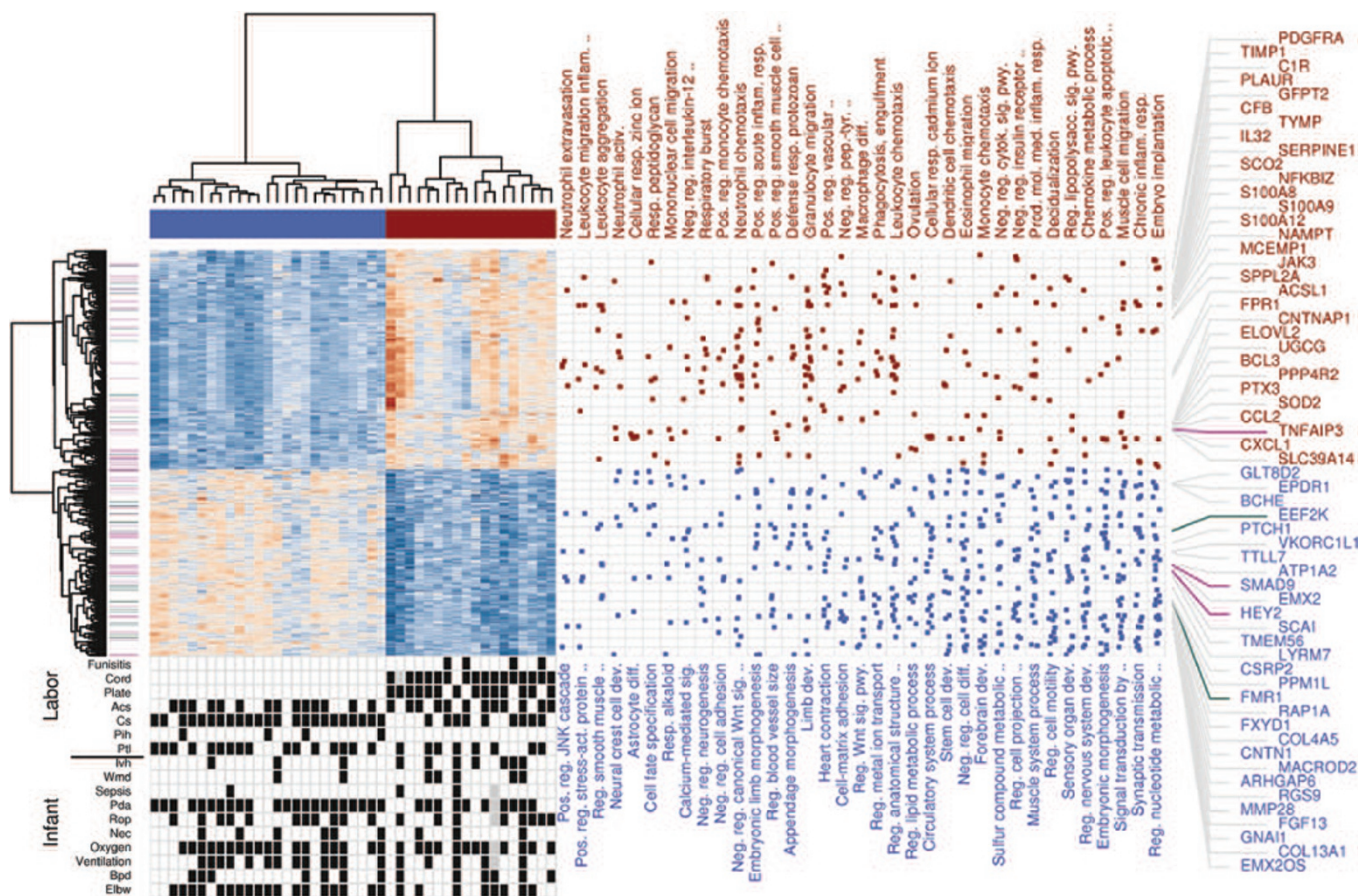 Neutrophil extravasation
Leukocyte migration inflam. ..
Leukocyte aggregation
Neutrophil activ.
Cellular resp. zinc ion
Resp. peptidoglycan
Mononuclear cell migration
Neg. reg. interleukin-12 ..
Respiratory burst
Pos. reg. monocyte chemotaxis
Neutrophil chemotaxis
Pos. reg. acute inflam. resp.
Pos. reg. smooth muscle cell ..
Defense resp. protozoan
Granulocyte migration
Pos. reg. vascular ..
Neg. reg. pep.-tyr. ..
Macrophage diff.
Phagocytosis, engulfment
Leukocyte chemotaxis
Ovulation
Cellular resp. cadmium ion
Dendritic cell chemotaxis
Eosinophil migration
Monocyte chemotaxis
Neg. reg. cytok. sig. pwy.
Neg. reg. insulin receptor ..
Prod. mol. med. inflam. resp.
Decidualization
Reg. lipopolysacc. sig. pwy.
Chemokine metabolic process
Pos. reg. leukocyte apoptotic ..
Muscle cell migration
Chronic inflam. resp.
Embryo implantation
PDGFRA
TIMP1
C1R
PLAUR
GFPT2
CFB
TYMP
IL32
SERPINE1
SCO2
NFKBIZ
S100A8
S100A9
S100A12
NAMPT
MCEMP1
JAK3
SPPL2A
ACSL1
FPR1
CNTNAP1
ELOVL2
UGCG
BCL3
PPP4R2
PTX3
SOD2
CCL2
TNFAIP3
CXCL1
SLC39A14
GLT8D2
EPDR1
BCHE
EEF2K
PTCH1
VKORC1L1
TTLL7
ATP1A2
SMAD9
EMX2
HEY2
SCAI
TMEM56
LYRM7
CSRP2
PPM1L
FMR1
RAP1A
FXYD1
COL4A5
CNTN1
MACROD2
ARHGAP6
RGS9
MMP28
FGF13
GNAI1
COL13A1
EMX2OS
Labor
Funisitis
Cord
Plate
Acs
Cs
Pih
Ptl
Infant
Ivh
Wmd
Sepsis
Pda
Rop
Nec
Oxygen
Ventilation
Bpd
Elbw
Pos. reg. JNK cascade
Pos. reg. stress-act. protein ..
Reg. smooth muscle ..
Neural crest cell dev.
Astrocyte diff.
Cell fate specification
Resp. alkaloid
Calcium-mediated sig.
Neg. reg. neurogenesis
Neg. reg. cell adhesion
Neg. reg. canonical Wnt sig. ..
Embryonic limb morphogenesis
Reg. blood vessel size
Appendage morphogenesis
Limb dev.
Heart contraction
Cell-matrix adhesion
Reg. Wnt sig. pwy.
Reg. metal ion transport
Reg. anatomical structure ..
Reg. lipid metabolic process
Circulatory system process
Stem cell dev.
Neg. reg. cell diff.
Forebrain dev.
Sulfur compound metabolic ..
Reg. cell projection ..
Muscle system process
Reg. cell motility
Sensory organ dev.
Reg. nervous system dev.
Embryonic morphogenesis
Signal transduction by ..
Synaptic transmission
Reg. nucleotide metabolic ..